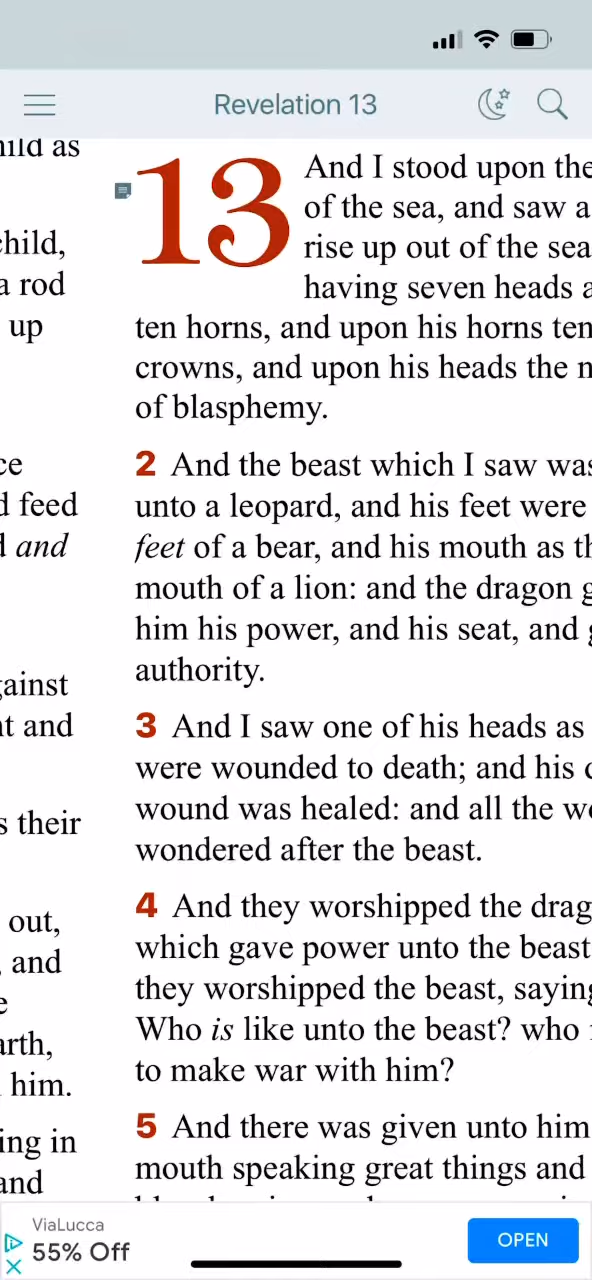 Revelation 13
hild as
child,
a rod
up
ce
d feed
and
gainst
and
s their
out,
, and
e
arth,
him.
ing in
and
13
And I stood upon the
of the sea, and saw a
rise up out of the sea
having seven heads a
ten horns, and upon his horns ten
crowns, and upon his heads the n
of blasphemy.
2 And the beast which I saw was
unto a leopard, and his feet were
feet of a bear, and his mouth as th
mouth of a lion: and the dragon g
him his power, and his seat, and g
authority.
3 And I saw one of his heads as
were wounded to death; and his d
wound was healed: and all the wo
wondered after the beast.
4 And they worshipped the drag
which gave power unto the beast
they worshipped the beast, saying
Who is like unto the beast? who
to make war with him?
5 And there was given unto him
mouth speaking great things and
ViaLucca
55% Off
OPEN